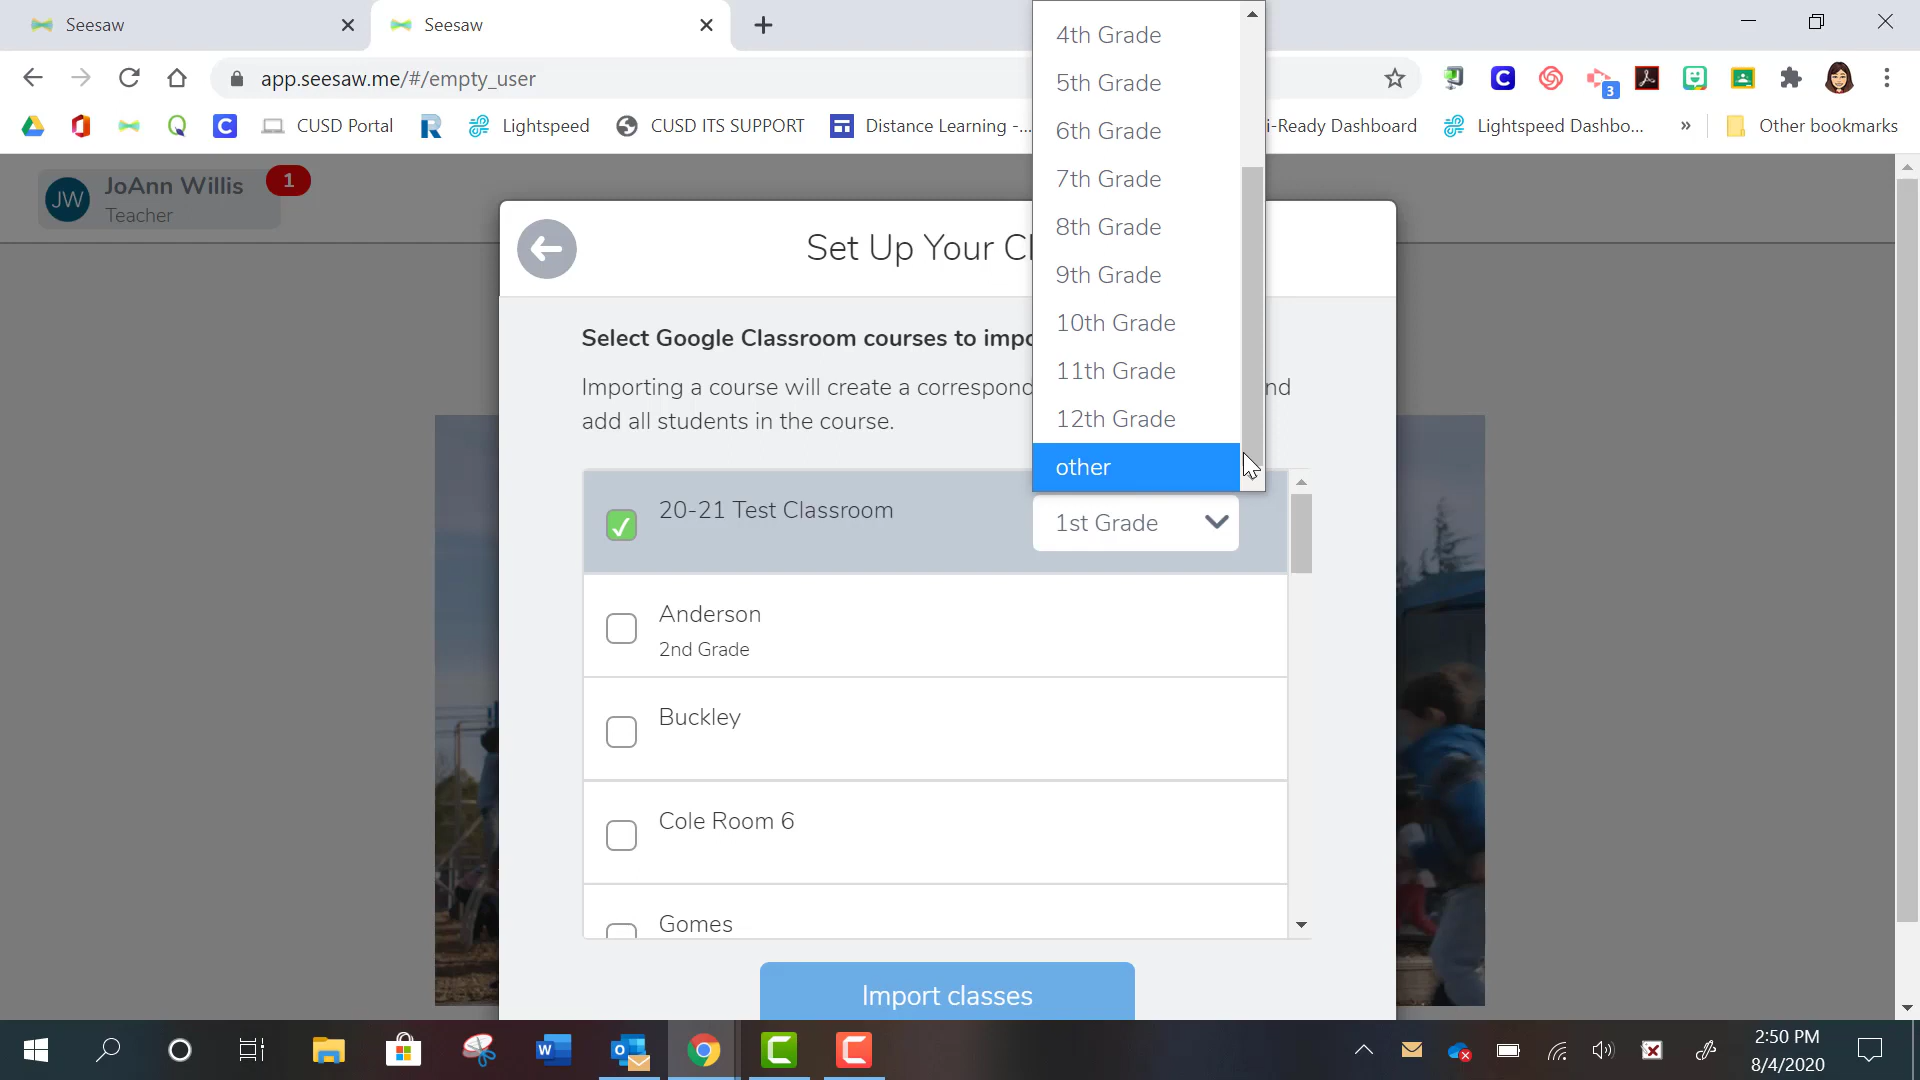 Seesaw
Seesaw
app.seesaw.me/#/empty_user
3
CUSD Portal
Lightspeed
CUSD ITS SUPPORT
Distance Learning -...
i-Ready Dashboard
Lightspeed Dashbo...
»
Other bookmarks
JW
JoAnn Willis
Teacher
1
4th Grade
5th Grade
6th Grade
7th Grade
8th Grade
9th Grade
10th Grade
11th Grade
12th Grade
other
Set Up Your Cl
Select Google Classroom courses to impo
Importing a course will create a correspond nd
add all students in the course.
20-21 Test Classroom
1st Grade
Anderson
2nd Grade
Buckley
Cole Room 6
Gomes
Import classes
2:50 PM
8/4/2020